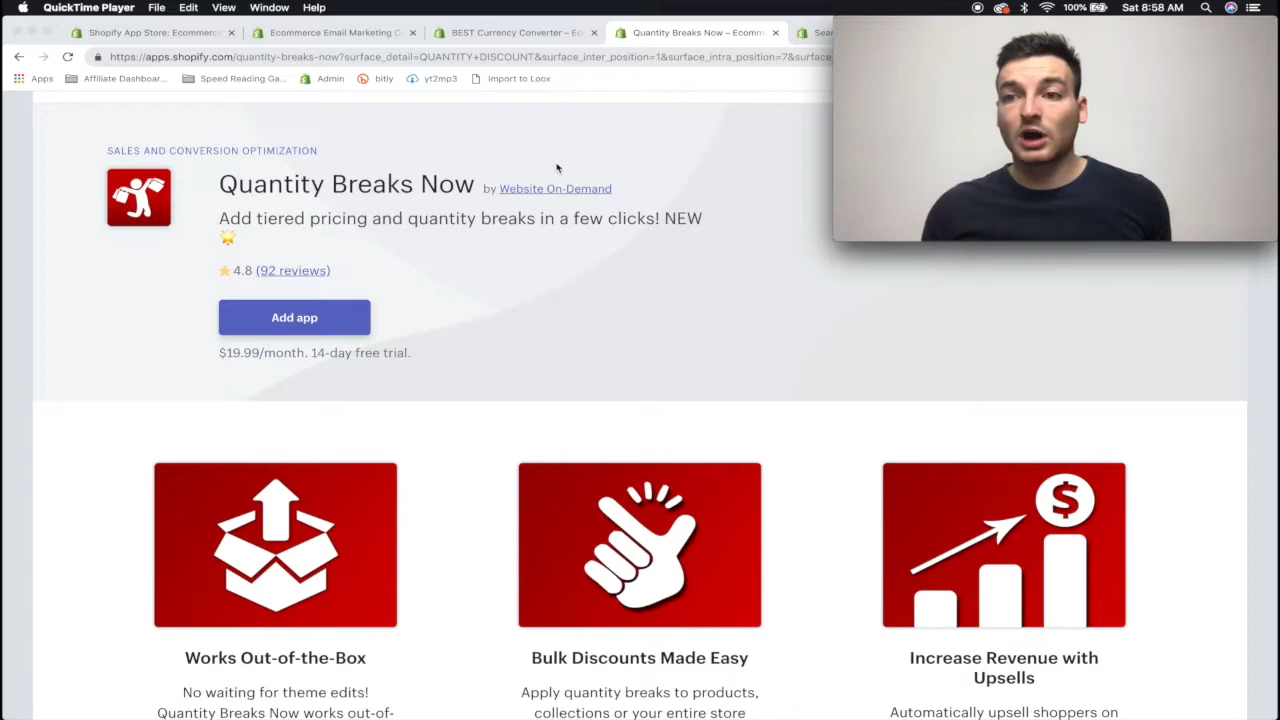 QuickTime Player File Edit View Window Help 100% Sat 8:58 AM
Shopify App Store: Ecommerc
Ecommerce Email Marketing C
BEST Currency Converter – Ec
Quantity Breaks Now – Ecomm
Sear
https://apps.shopify.com/quantity-breaks-now?surface_detail=QUANTITY+DISCOUNT&surface_inter_position=1&surface_intra_position=7&surface
Apps Affiliate Dashboar... Speed Reading Ga... Admin bitly yt2mp3 Import to Loox
SALES AND CONVERSION OPTIMIZATION
Quantity Breaks Now by Website On-Demand
Add tiered pricing and quantity breaks in a few clicks! NEW
4.8 (92 reviews)
Add app
$19.99/month. 14-day free trial.
$
Works Out-of-the-Box
No waiting for theme edits!
Quantity Breaks Now works out-of-
Bulk Discounts Made Easy
Apply quantity breaks to products,
collections or your entire store
Increase Revenue with
Upsells
Automatically upsell shoppers on